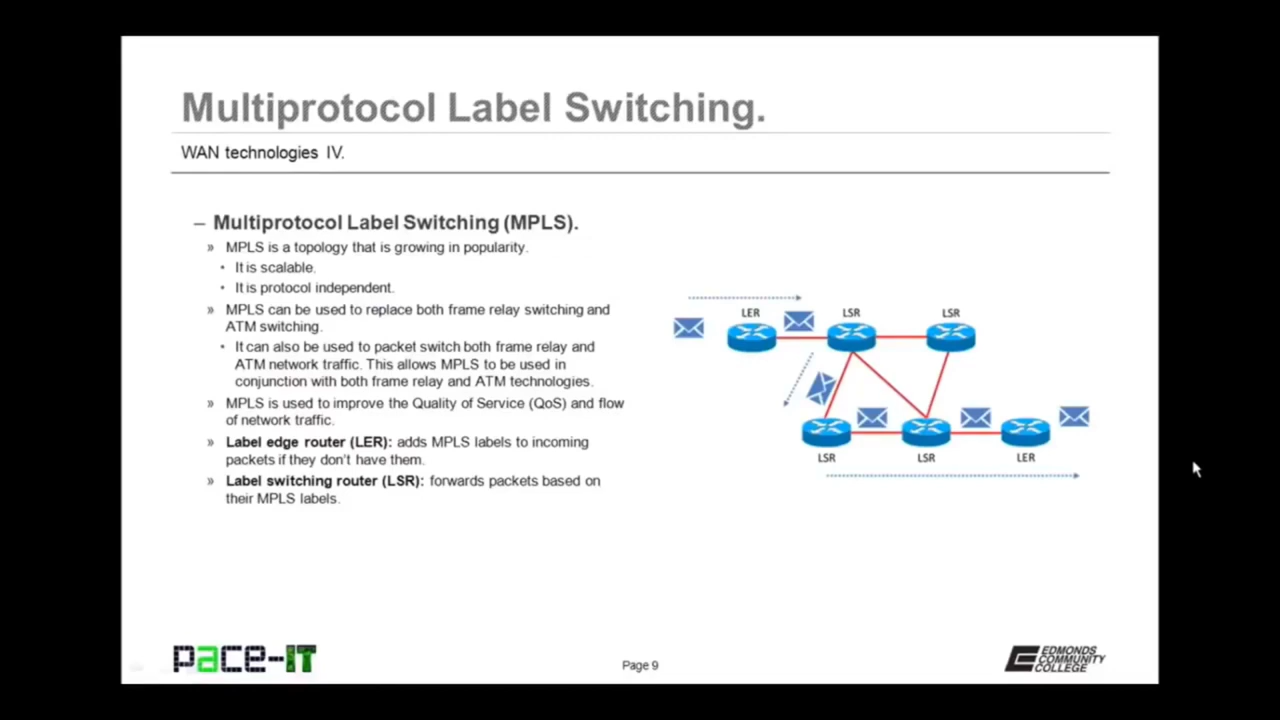 Multiprotocol Label Switching.
WAN technologies IV.
– Multiprotocol Label Switching (MPLS).
» MPLS is a topology that is growing in popularity.
• It is scalable.
• It is protocol independent.
» MPLS can be used to replace both frame relay switching and
ATM switching.
• It can also be used to packet switch both frame relay and
ATM network traffic. This allows MPLS to be used in
conjunction with both frame relay and ATM technologies.
» MPLS is used to improve the Quality of Service (QoS) and flow
of network traffic.
» Label edge router (LER): adds MPLS labels to incoming
packets if they don't have them.
» Label switching router (LSR): forwards packets based on
their MPLS labels.
LER LSR LSR
LSR LSR LER
pace-IT
Page 9
EDMONDS
COMMUNITY
COLLEGE